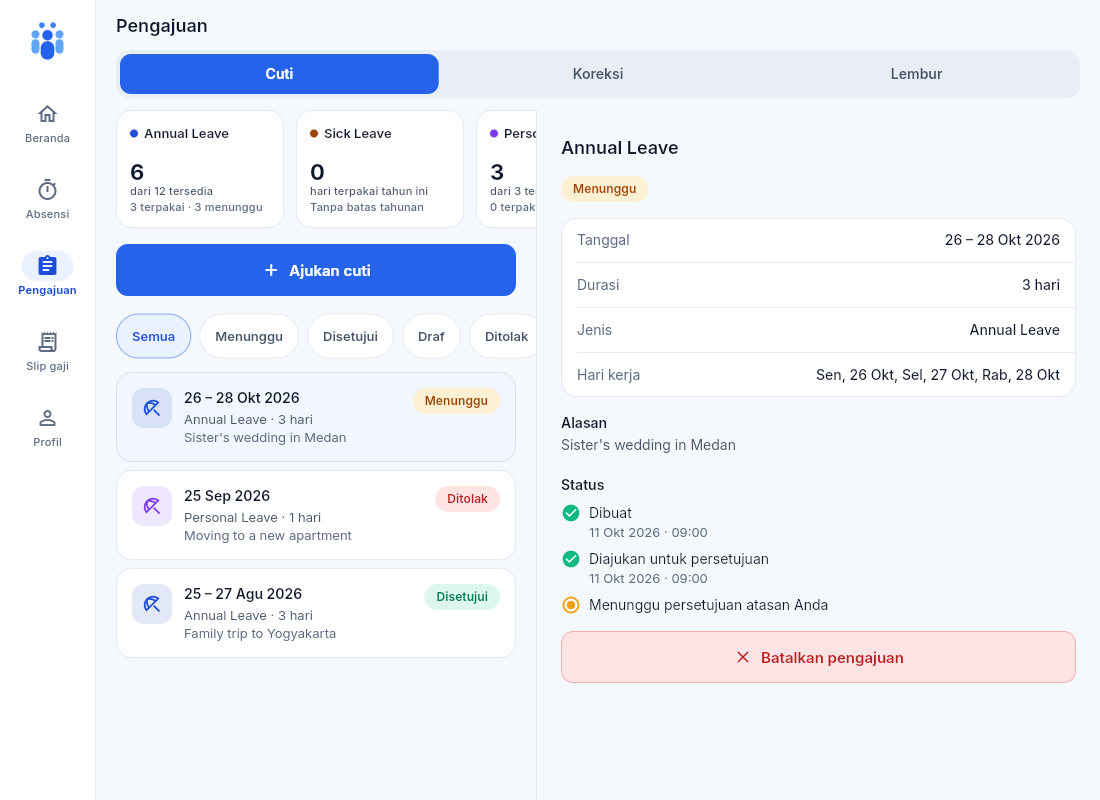 Pengajuan
Cuti
Koreksi
Lembur
Beranda
Absensi
Pengajuan
Slip gaji
Profil
Annual Leave
6
dari 12 tersedia
3 terpakai · 3 menunggu
Sick Leave
0
hari terpakai tahun ini
Tanpa batas tahunan
3
dari 3
0
Ajukan cuti
Semua
Menunggu
Disetujui
Draf
Ditolak
26 – 28 Okt 2026
Menunggu
Annual Leave · 3 hari
Sister's wedding in Medan
25 Sep 2026
Ditolak
Personal Leave · 1 hari
Moving to a new apartment
25 – 27 Agu 2026
Disetujui
Annual Leave · 3 hari
Family trip to Yogyakarta
Annual Leave
Menunggu
Tanggal 26 – 28 Okt 2026
Durasi 3 hari
Jenis Annual Leave
Hari kerja Sen, 26 Okt, Sel, 27 Okt, Rab, 28 Okt
Alasan
Sister's wedding in Medan
Status
Dibuat
11 Okt 2026 · 09:00
Diajukan untuk persetujuan
11 Okt 2026 · 09:00
Menunggu persetujuan atasan Anda
Batalkan pengajuan